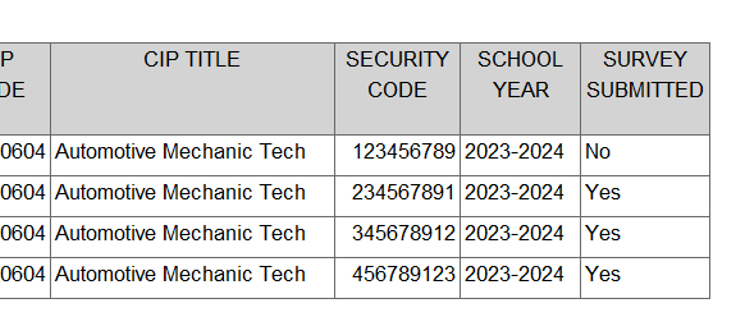 P CIP TITLE SECURITY SCHOOL SURVEY
DE CODE YEAR SUBMITTED
0604 Automotive Mechanic Tech 123456789 2023-2024 No
0604 Automotive Mechanic Tech 234567891 2023-2024 Yes
0604 Automotive Mechanic Tech 345678912 2023-2024 Yes
0604 Automotive Mechanic Tech 456789123 2023-2024 Yes